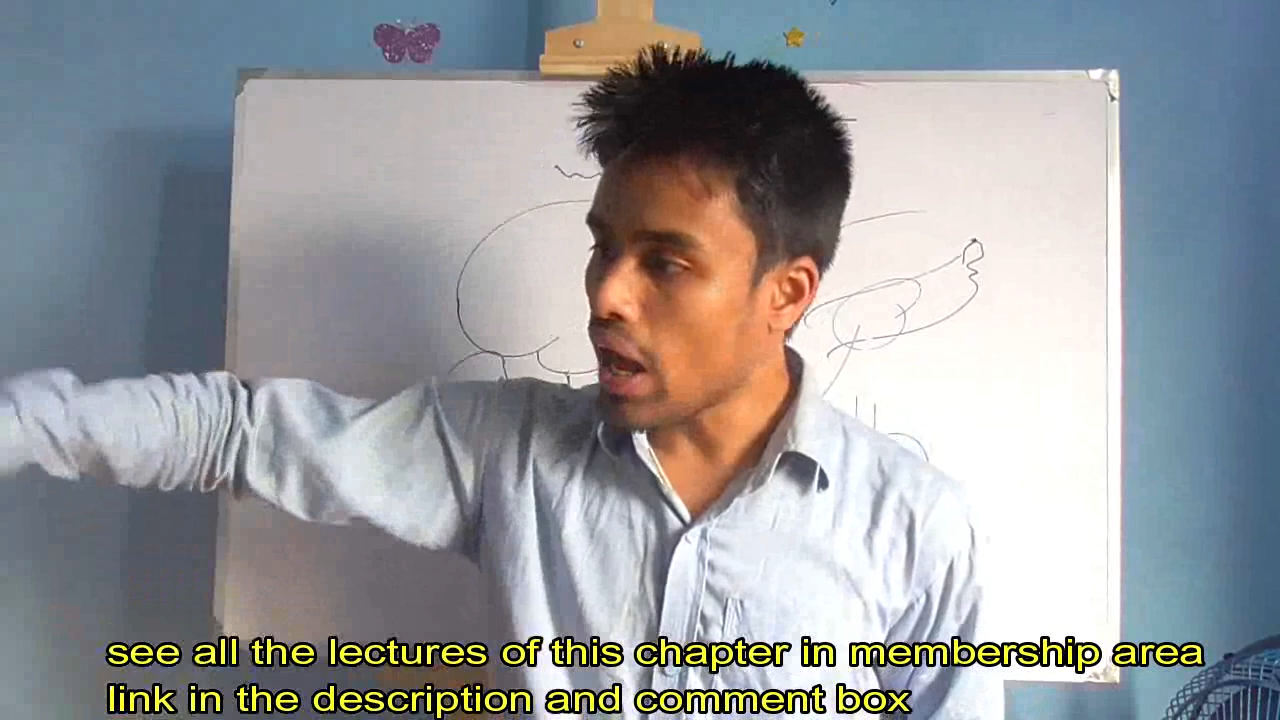 see all the lectures of this chapter in membership area
link in the description and comment box